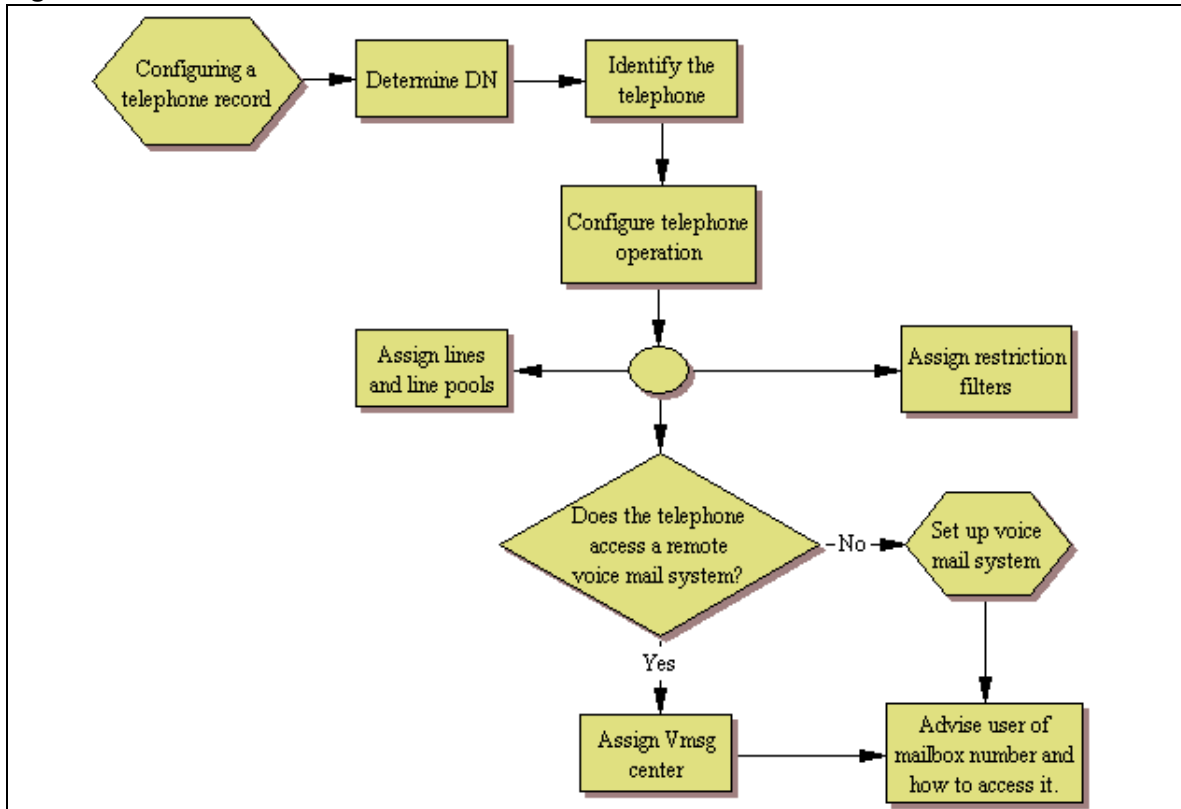 Configuring a
telephone record
Determine DN
Identify the
telephone
Configure telephone
operation
Assign lines
and line pools
Assign restriction
filters
Does the telephone
access a remote
voice mail system?
No
Set up voice
mail system
Yes
Assign Vmsg
center
Advise user of
mailbox number and
how to access it.